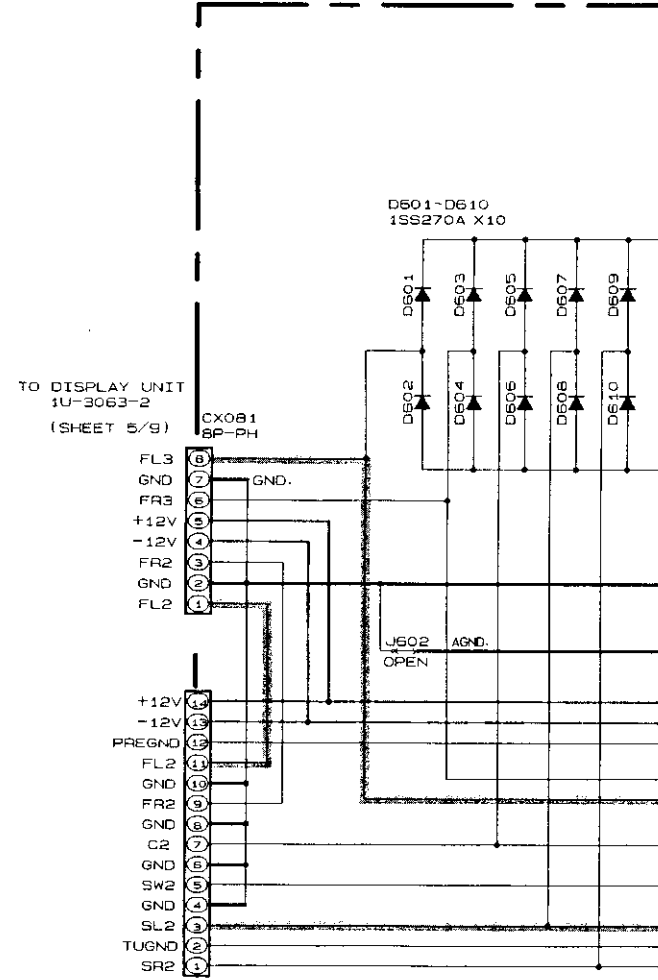 D601-D610
1SS270A X10
D601
D603
D605
D607
D609
D602
D604
D606
D608
D610
TO DISPLAY UNIT
1U-3063-2
(SHEET 5/9)
CX081
8P-PH
FL3 8
GND 7 GND.
FR3 6
+12V 5
-12V 4
FR2 3
GND 2
FL2 1
J602 AGND.
OPEN
+12V 14
-12V 13
PREGND 12
FL2 11
GND 10
FR2 9
GND 8
C2 7
GND 6
SW2 5
GND 4
SL2 3
TUGND 2
SR2 1